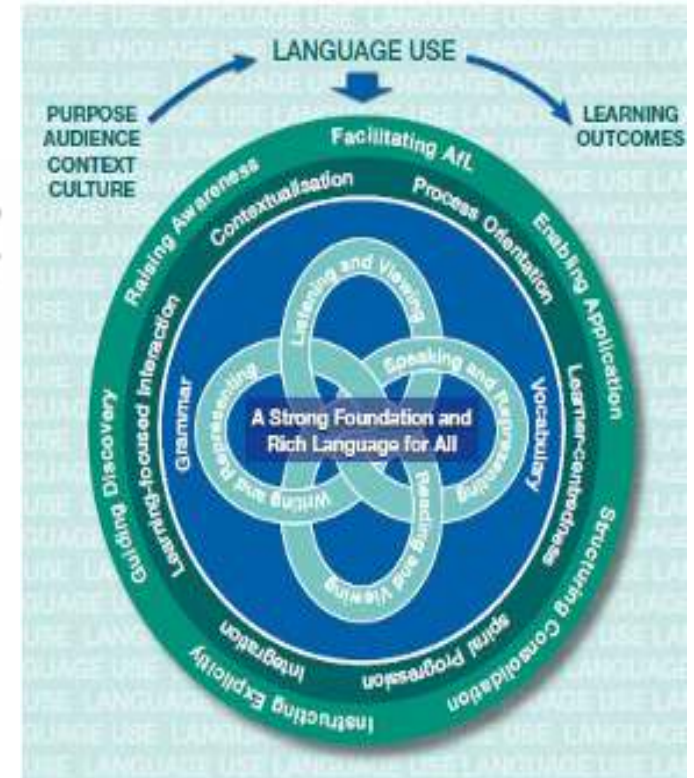 LANGUAGE USE
PURPOSE
AUDIENCE
CONTEXT
CULTURE
LEARNING
OUTCOMES
Raising Awareness
Facilitating AfL
Enabling Application
Structuring Consolidation
Instructing Explicitly
Guiding Discovery
Contextualisation
Process Orientation
Learner-centredness
spiral Progression
Integration
Learning-focused Interaction
Grammar
Vocabulary
Listening and Viewing
Speaking and Representing
Reading and Viewing
Writing and Representing
A Strong Foundation and
Rich Language for All